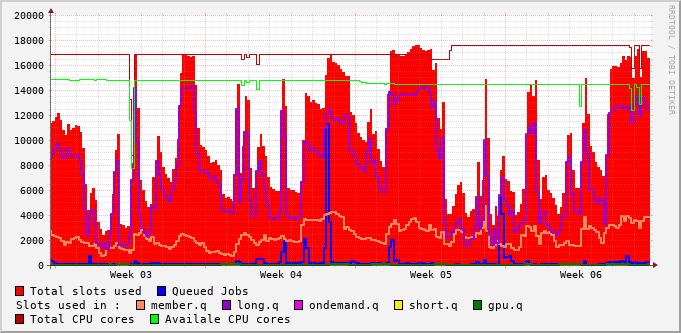 RRDTOOL / TOBI OETIKER
20000
18000
16000
14000
12000
10000
8000
6000
4000
2000
0
Week 03 Week 04 Week 05 Week 06
Total slots used Queued Jobs
Slots used in : member.q long.q ondemand.q short.q gpu.q
Total CPU cores Availale CPU cores